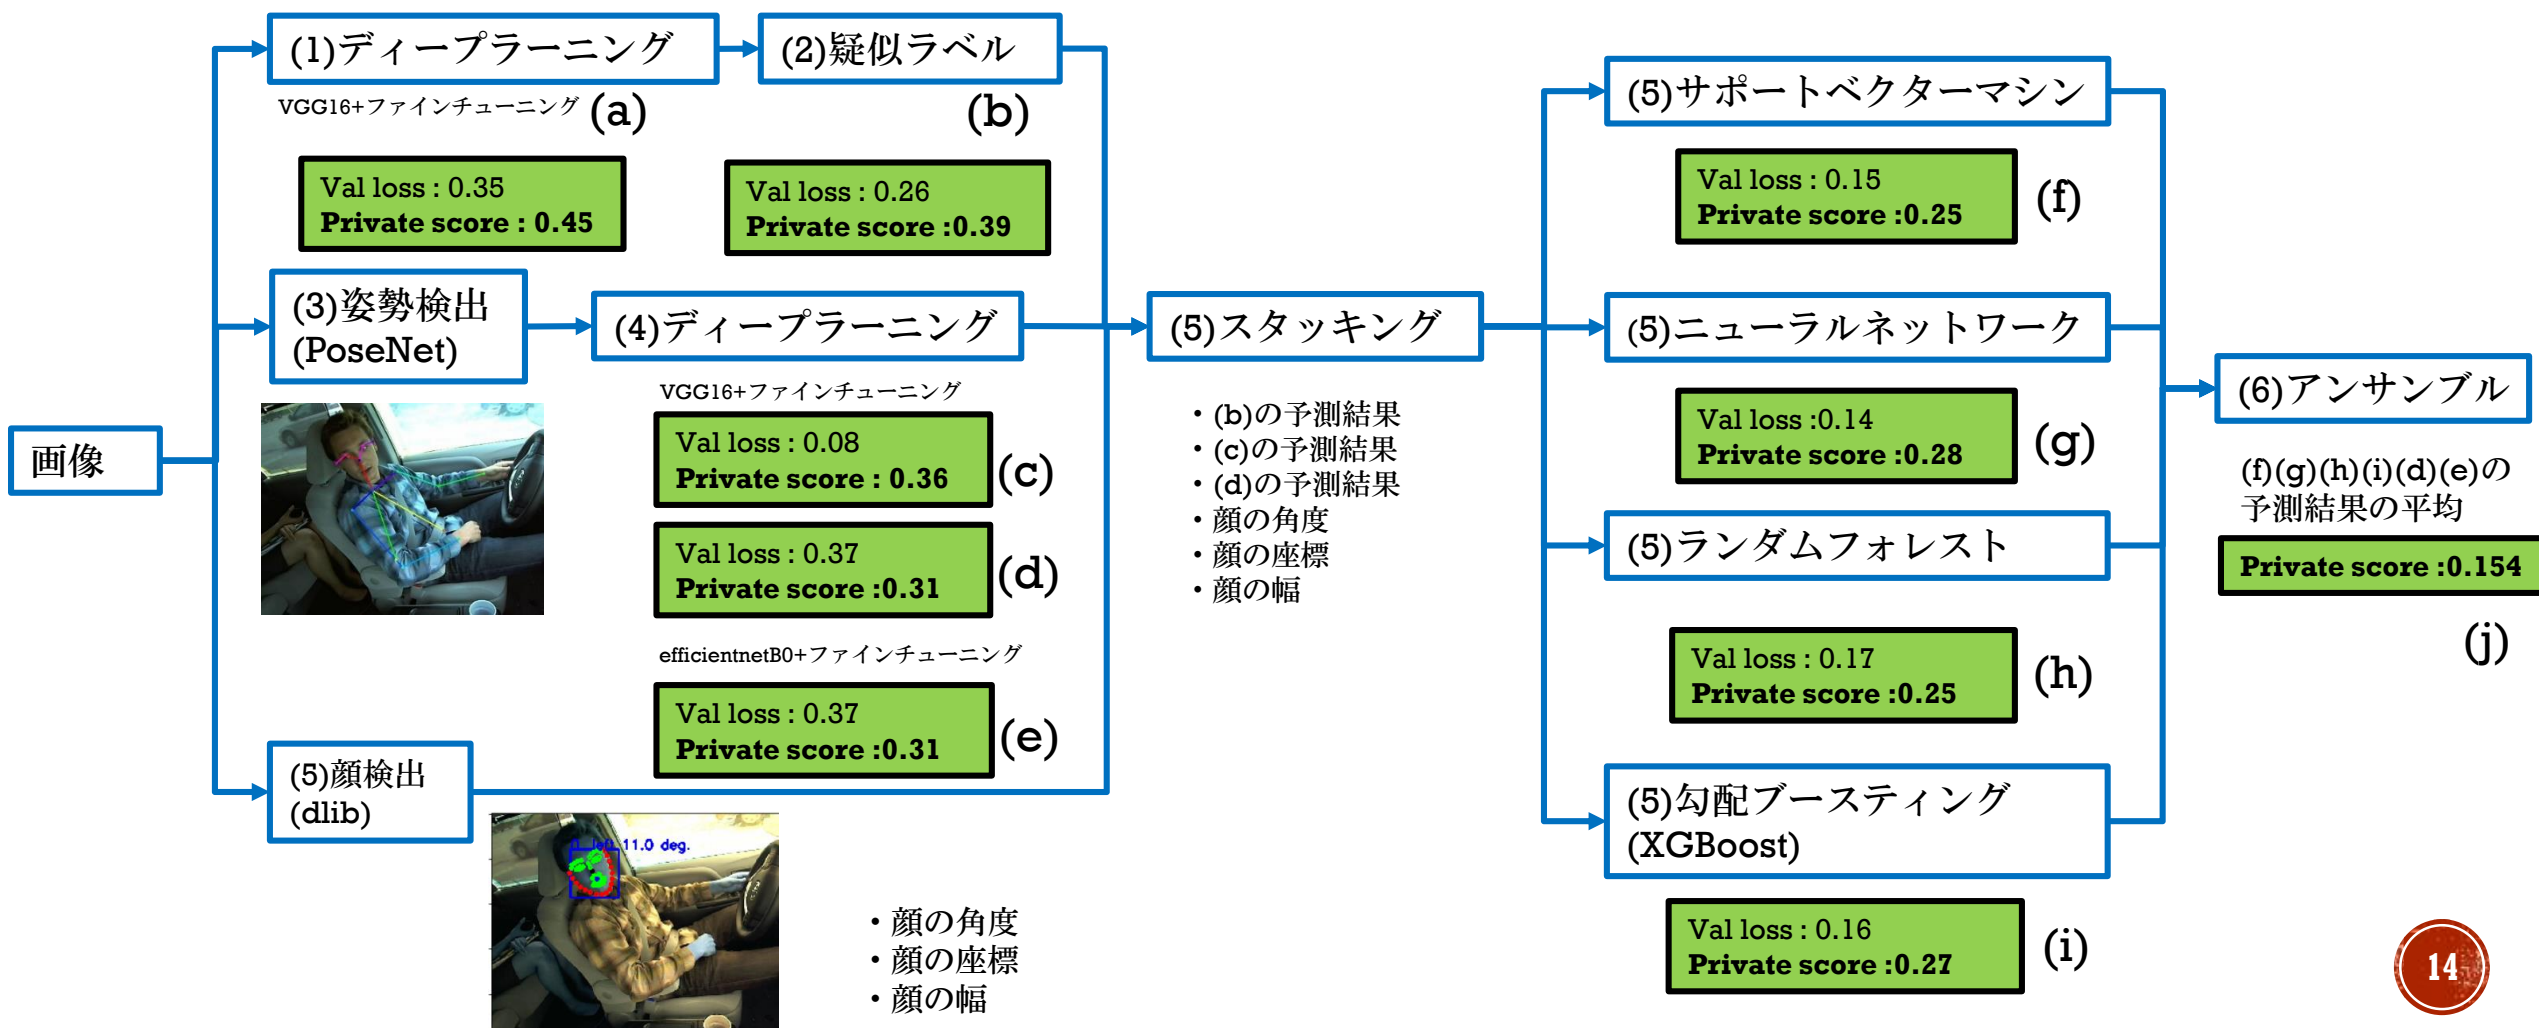 (1)ディープラーニング
(2)疑似ラベル
VGG16+ファインチューニング
(a)
(b)
Val loss : 0.35
Private score : 0.45
Val loss : 0.26
Private score :0.39
(3)姿勢検出
(PoseNet)
(4)ディープラーニング
VGG16+ファインチューニング
Val loss : 0.08
Private score : 0.36
(c)
Val loss : 0.37
Private score :0.31
(d)
efficientnetB0+ファインチューニング
Val loss : 0.37
Private score :0.31
(e)
画像
(5)顔検出
(dlib)
11.0 deg.
・顔の角度
・顔の座標
・顔の幅
(5)スタッキング
・(b)の予測結果
・(c)の予測結果
・(d)の予測結果
・顔の角度
・顔の座標
・顔の幅
(5)サポートベクターマシン
Val loss : 0.15
Private score :0.25
(f)
(5)ニューラルネットワーク
Val loss :0.14
Private score :0.28
(g)
(5)ランダムフォレスト
Val loss : 0.17
Private score :0.25
(h)
(5)勾配ブースティング
(XGBoost)
Val loss : 0.16
Private score :0.27
(i)
(6)アンサンブル
(f)(g)(h)(i)(d)(e)の
予測結果の平均
Private score :0.154
(j)
14